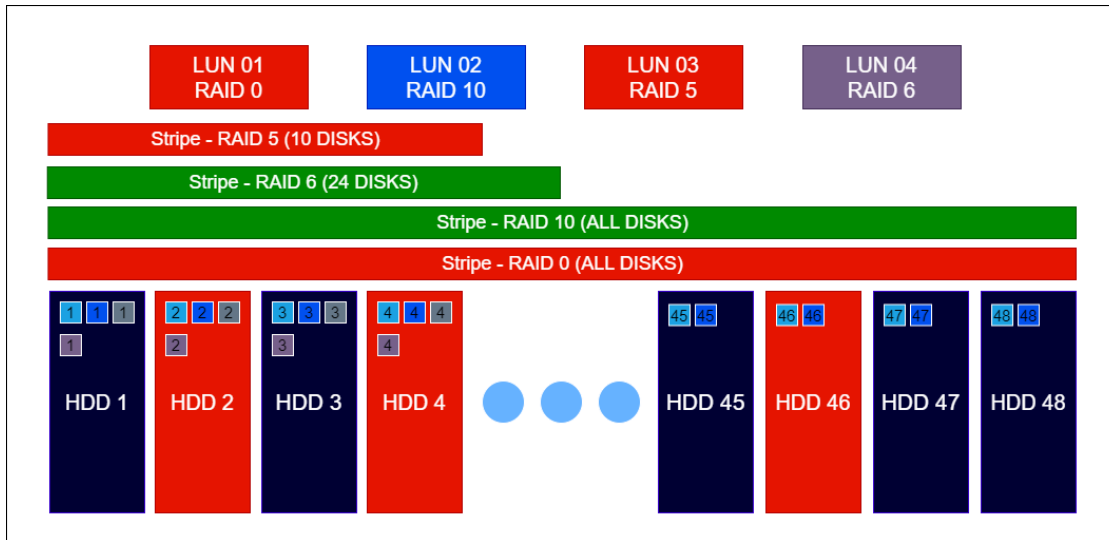 LUN 01
RAID 0
LUN 02
RAID 10
LUN 03
RAID 5
LUN 04
RAID 6
Stripe - RAID 5 (10 DISKS)
Stripe - RAID 6 (24 DISKS)
Stripe - RAID 10 (ALL DISKS)
Stripe - RAID 0 (ALL DISKS)
1 1 1
1
HDD 1
2 2 2
2
HDD 2
3 3 3
3
HDD 3
4 4 4
4
HDD 4
45 45
HDD 45
46 46
HDD 46
47 47
HDD 47
48 48
HDD 48